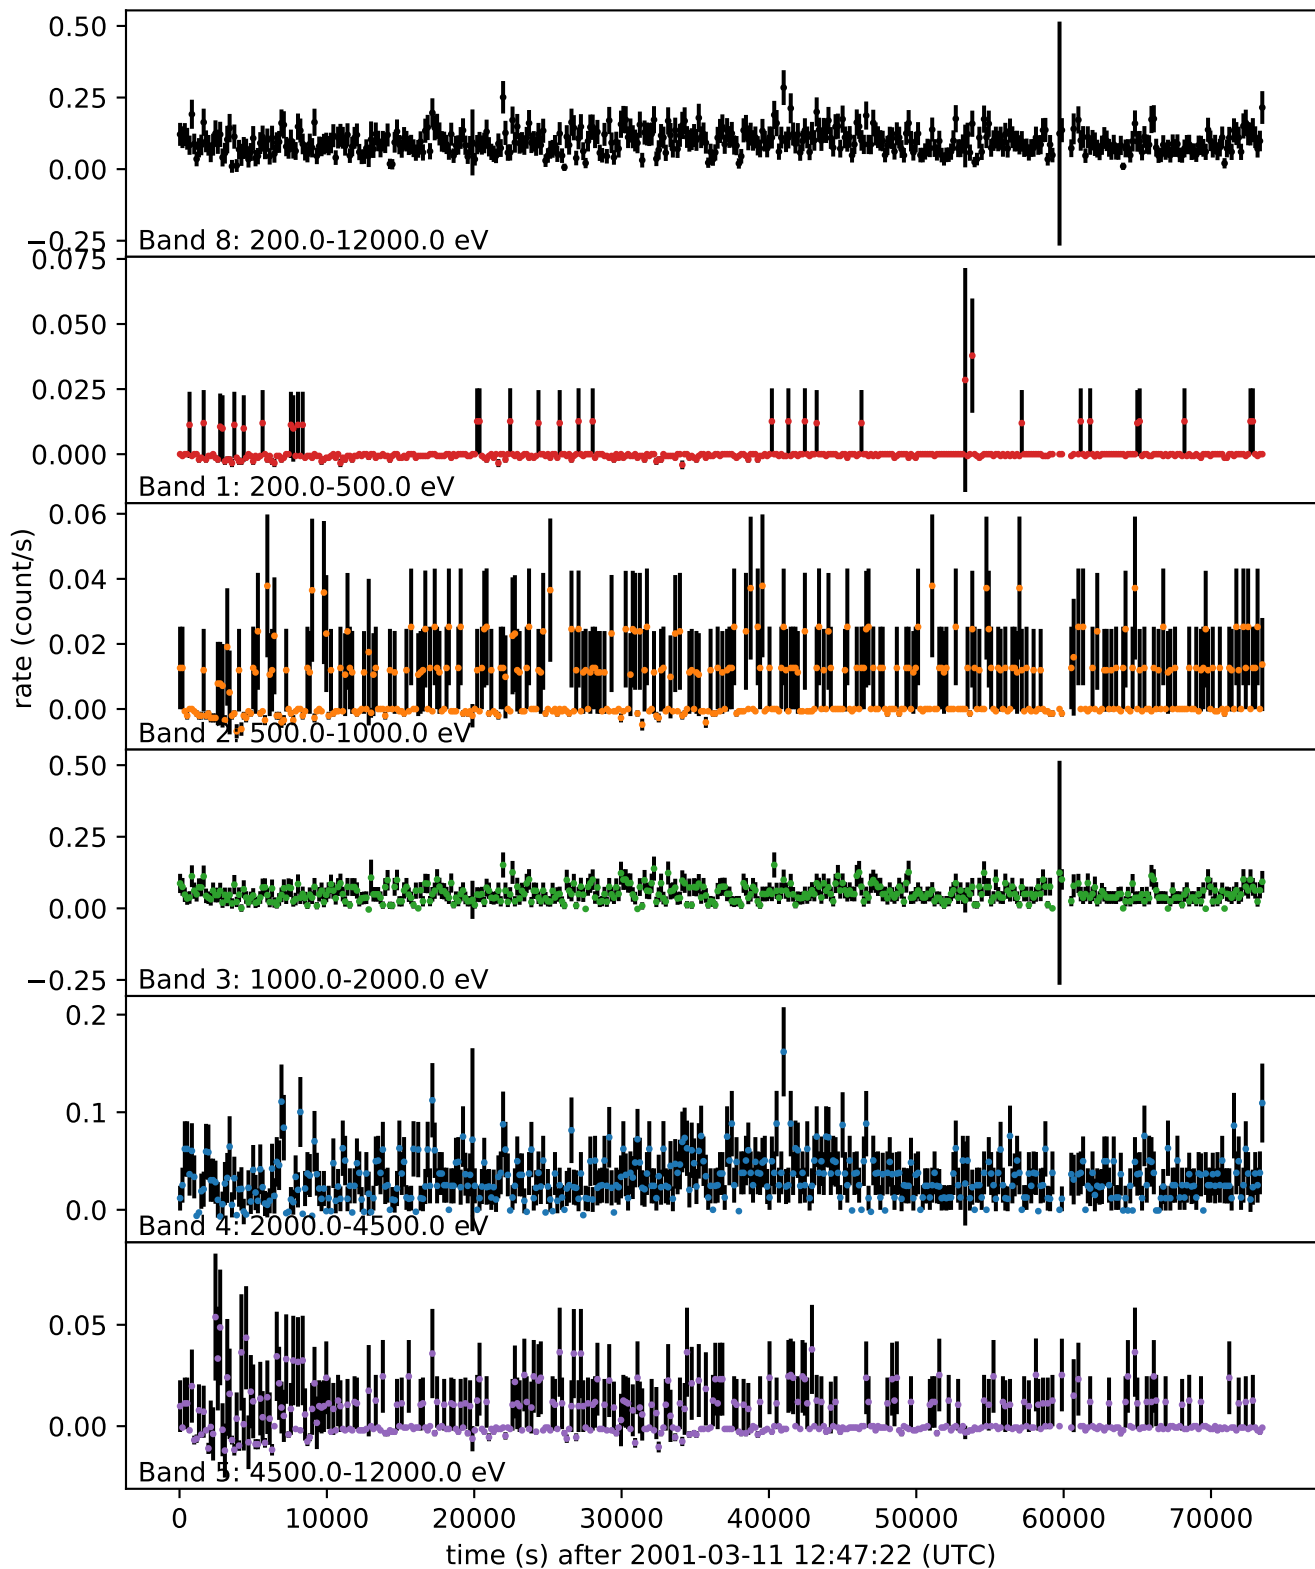 0.50
0.25
0.00
−0.25
Band 8: 200.0-12000.0 eV
0.075
0.050
0.025
0.000
Band 1: 200.0-500.0 eV
rate (count/s)
0.06
0.04
0.02
0.00
Band 2: 500.0-1000.0 eV
0.50
0.25
0.00
−0.25
Band 3: 1000.0-2000.0 eV
0.2
0.1
0.0
Band 4: 2000.0-4500.0 eV
0.05
0.00
Band 5: 4500.0-12000.0 eV
0 10000 20000 30000 40000 50000 60000 70000
time (s) after 2001-03-11 12:47:22 (UTC)